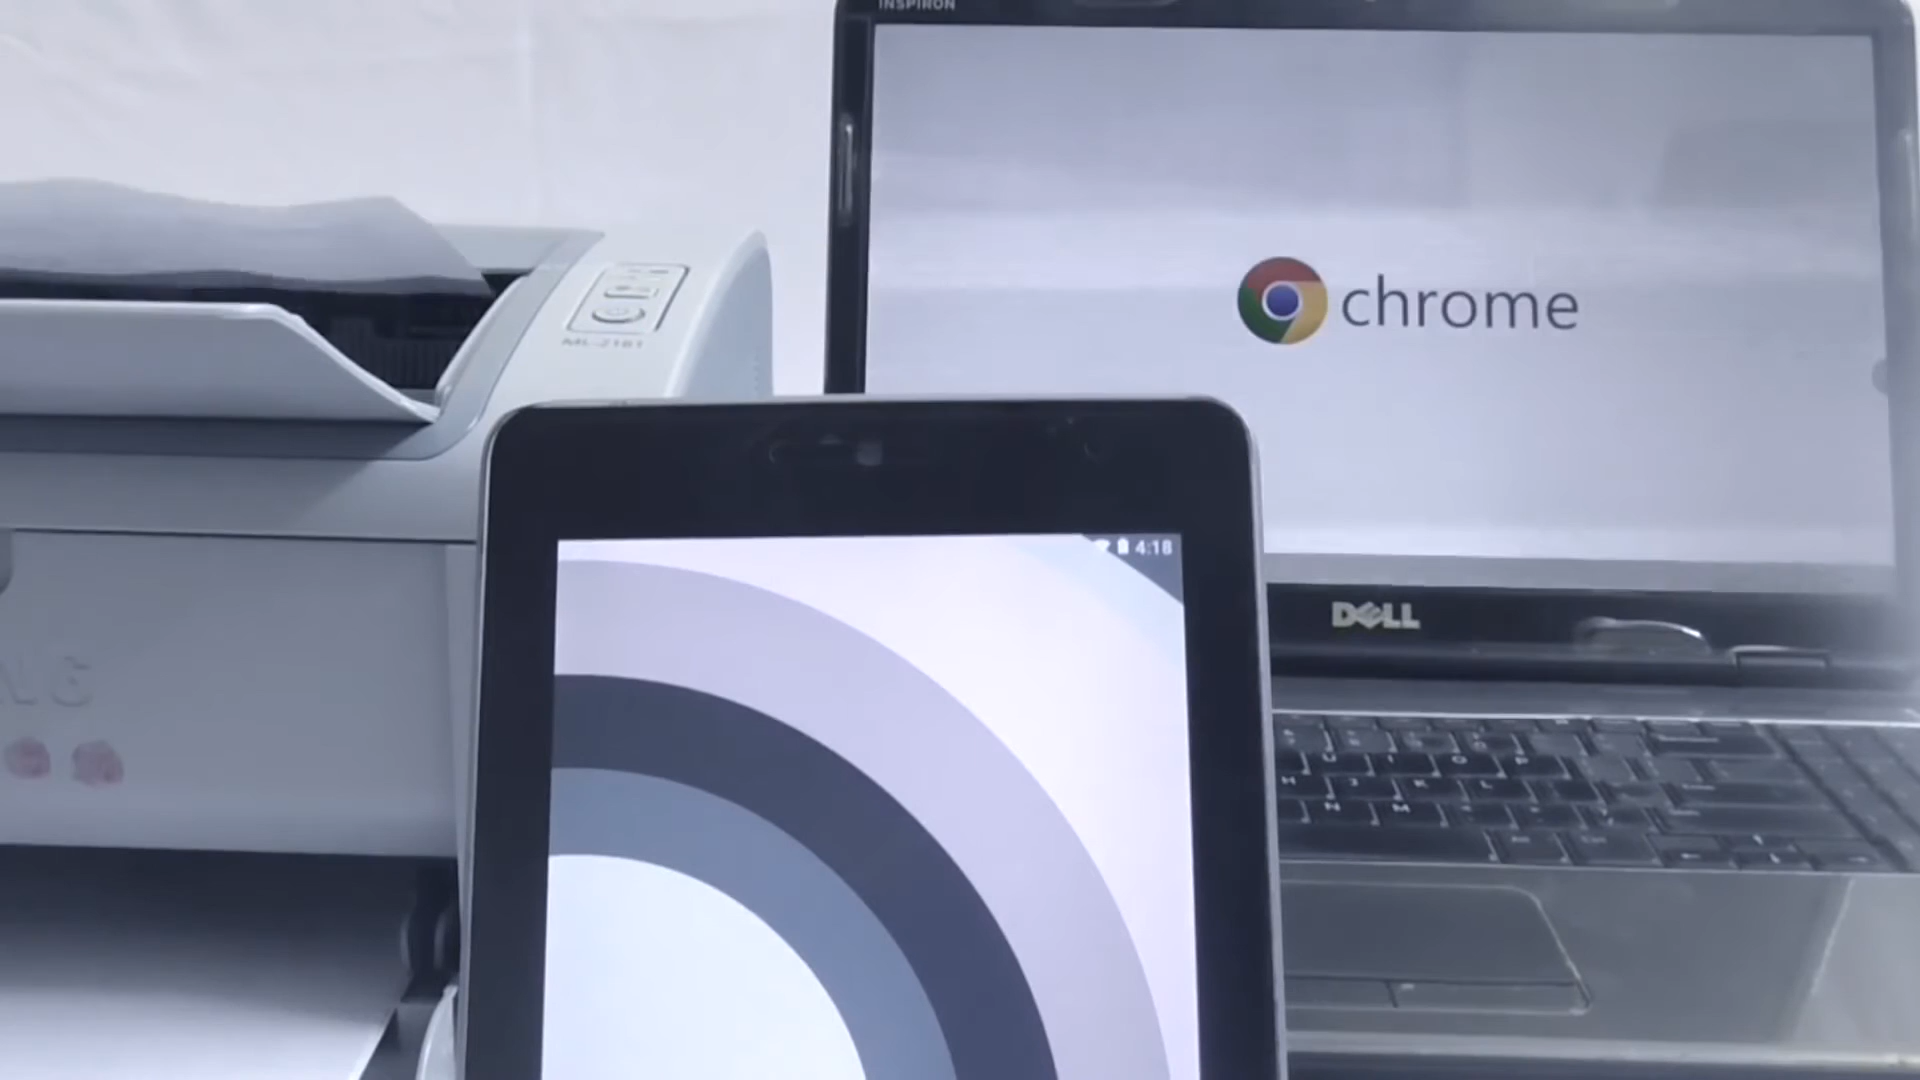 INSPIRON
chrome
ML-2161
4:18
DELL
U I O P
H J K L
N M